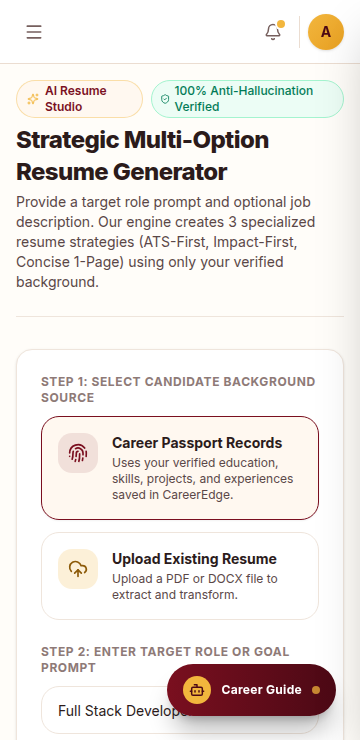 A
AI Resume
Studio
100% Anti-Hallucination
Verified
Strategic Multi-Option
Resume Generator
Provide a target role prompt and optional job
description. Our engine creates 3 specialized
resume strategies (ATS-First, Impact-First,
Concise 1-Page) using only your verified
background.
STEP 1: SELECT CANDIDATE BACKGROUND
SOURCE
Career Passport Records
Uses your verified education,
skills, projects, and experiences
saved in CareerEdge.
Upload Existing Resume
Upload a PDF or DOCX file to
extract and transform.
STEP 2: ENTER TARGET ROLE OR GOAL
PROMPT
Full Stack Develop
Career Guide